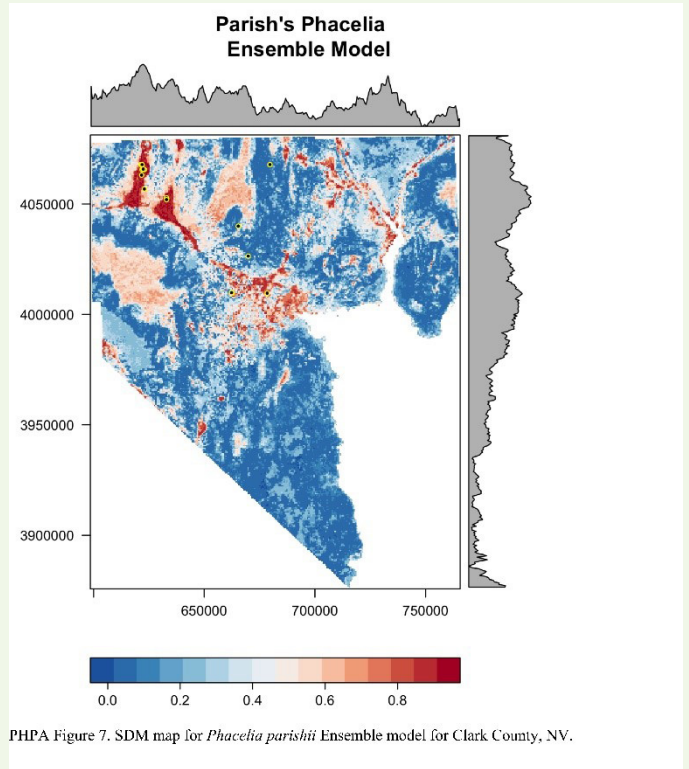 Parish's Phacelia
Ensemble Model
4050000
4000000
3950000
3900000
650000 700000 750000
0.0 0.2 0.4 0.6 0.8
PHPA Figure 7. SDM map for Phacelia parishii Ensemble model for Clark County, NV.